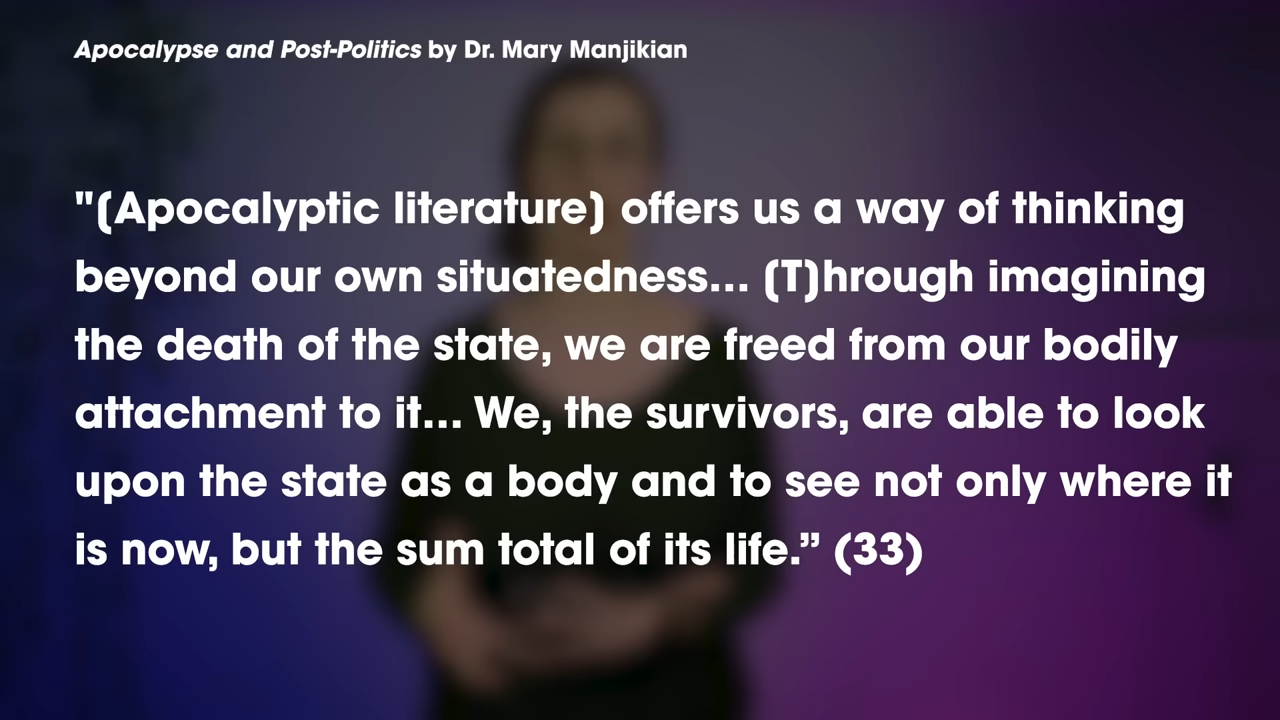 Apocalypse and Post-Politics by Dr. Mary Manjikian
"(Apocalyptic literature) offers us a way of thinking
beyond our own situatedness... (T)hrough imagining
the death of the state, we are freed from our bodily
attachment to it... We, the survivors, are able to look
upon the state as a body and to see not only where it
is now, but the sum total of its life.” (33)